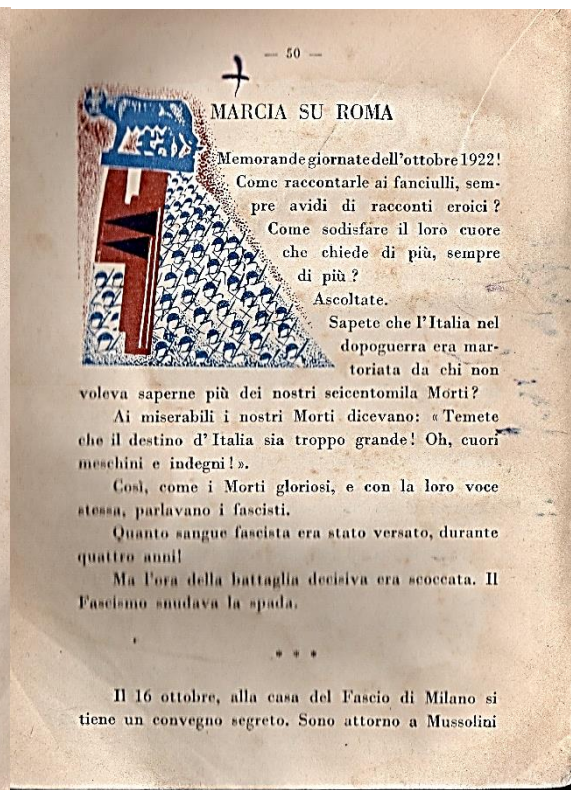 — 50 —
MARCIA SU ROMA
Memorande giornate dell'ottobre 1922!
Come raccontarle ai fanciulli, sem-
pre avidi di racconti eroici?
Come sodisfare il loro cuore
che chiede di più, sempre
di più?
Ascoltate.
Sapete che l'Italia nel
dopoguerra era mar-
toriata da chi non
voleva saperne più dei nostri seicentomila Morti?
Ai miserabili i nostri Morti dicevano: «Temete
che il destino d'Italia sia troppo grande! Oh, cuori
meschini e indegni!».
Così, come i Morti gloriosi, e con la loro voce
stessa, parlavano i fascisti.
Quanto sangue fascista era stato versato, durante
quattro anni!
Ma l'ora della battaglia decisiva era scoccata. Il
Fascismo snudava la spada.
* * *
Il 16 ottobre, alla casa del Fascio di Milano si
tiene un convegno segreto. Sono attorno a Mussolini